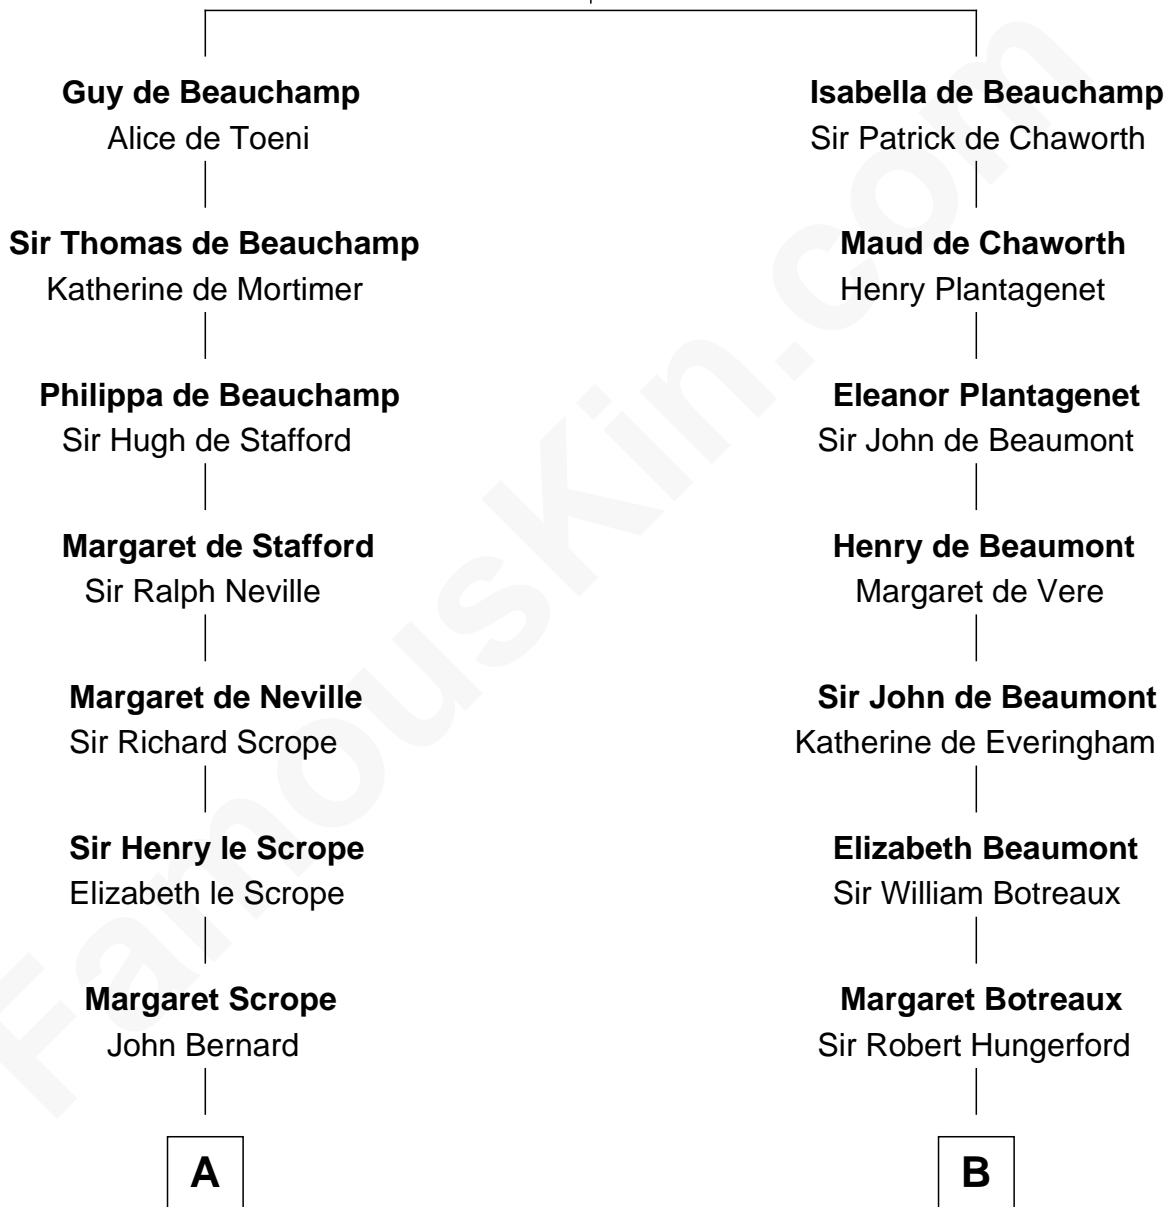 Guy de Beauchamp
Alice de Toeni
Sir Thomas de Beauchamp
Katherine de Mortimer
Philippa de Beauchamp
Sir Hugh de Stafford
Margaret de Stafford
Sir Ralph Neville
Margaret de Neville
Sir Richard Scrope
Sir Henry le Scrope
Elizabeth le Scrope
Margaret Scrope
John Bernard
A
Isabella de Beauchamp
Sir Patrick de Chaworth
Maud de Chaworth
Henry Plantagenet
Eleanor Plantagenet
Sir John de Beaumont
Henry de Beaumont
Margaret de Vere
Sir John de Beaumont
Katherine de Everingham
Elizabeth Beaumont
Sir William Botreaux
Margaret Botreaux
Sir Robert Hungerford
B
FamousKin.com